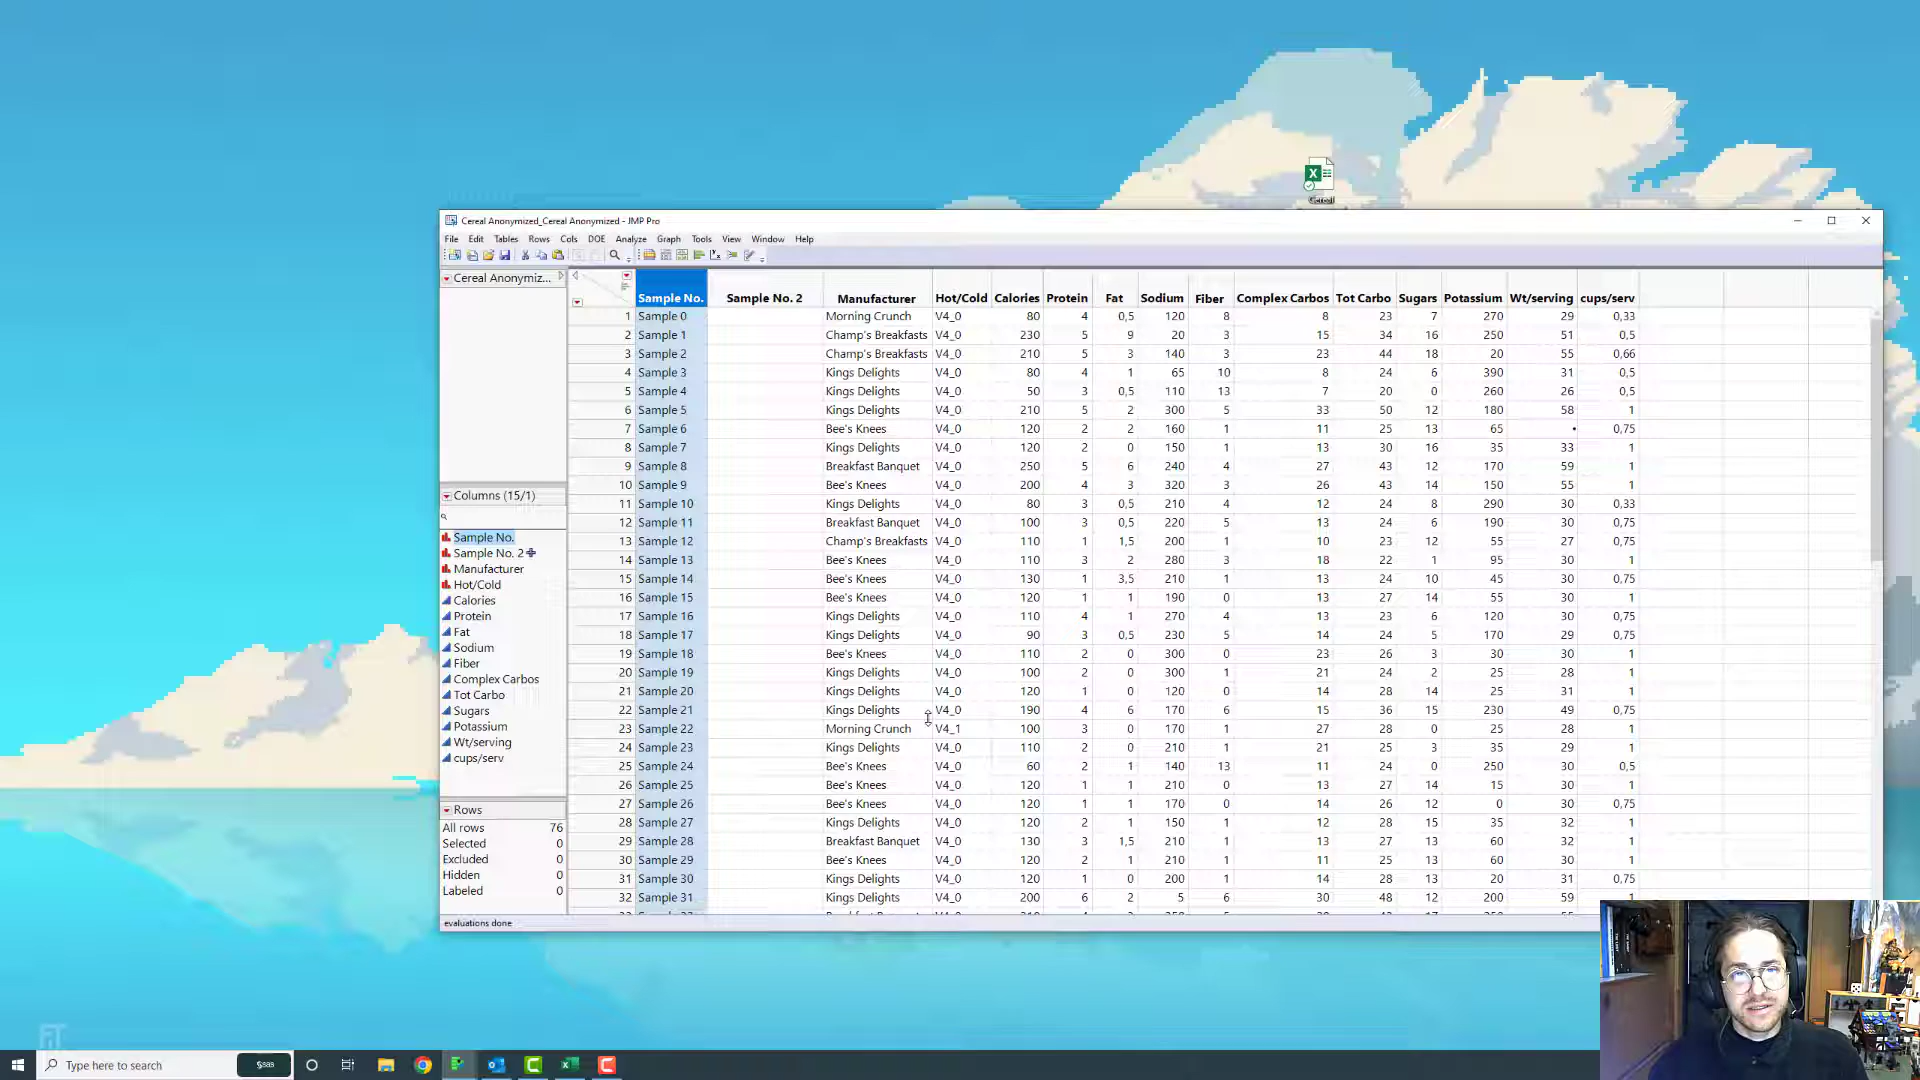 Cereal
Cereal Anonymized_Cereal Anonymized - JMP Pro
File Edit Tables Rows Cols DOE Analyze Graph Tools View Window Help
Cereal Anonymiz...
Sample No. Sample No. 2 Manufacturer Hot/Cold Calories Protein Fat Sodium Fiber Complex Carbos Tot Carbo Sugars Potassium Wt/serving cups/serv
1 Sample 0 Morning Crunch V4_0 80 4 0,5 120 8 8 23 7 270 29 0,33
2 Sample 1 Champ's Breakfasts V4_0 230 5 9 20 3 15 34 16 250 51 0,5
3 Sample 2 Champ's Breakfasts V4_0 210 5 3 140 3 23 44 18 20 55 0,66
4 Sample 3 Kings Delights V4_0 80 4 1 65 10 8 24 6 390 31 0,5
5 Sample 4 Kings Delights V4_0 50 3 0,5 110 13 7 20 0 260 26 0,5
6 Sample 5 Kings Delights V4_0 210 5 2 300 5 33 50 12 180 58 1
7 Sample 6 Bee's Knees V4_0 120 2 2 160 1 11 25 13 65 • 0,75
8 Sample 7 Kings Delights V4_0 120 2 0 150 1 13 30 16 35 33 1
9 Sample 8 Breakfast Banquet V4_0 250 5 6 240 4 27 43 12 170 59 1
10 Sample 9 Bee's Knees V4_0 200 4 3 320 3 26 43 14 150 55 1
11 Sample 10 Kings Delights V4_0 80 3 0,5 210 4 12 24 8 290 30 0,33
12 Sample 11 Breakfast Banquet V4_0 100 3 0,5 220 5 13 24 6 190 30 0,75
13 Sample 12 Champ's Breakfasts V4_0 110 1 1,5 200 1 10 23 12 55 27 0,75
14 Sample 13 Bee's Knees V4_0 110 3 2 280 3 18 22 1 95 30 1
15 Sample 14 Bee's Knees V4_0 130 1 3,5 210 1 13 24 10 45 30 0,75
16 Sample 15 Bee's Knees V4_0 120 1 1 190 0 13 27 14 55 30 1
17 Sample 16 Kings Delights V4_0 110 4 1 270 4 13 23 6 120 30 0,75
18 Sample 17 Kings Delights V4_0 90 3 0,5 230 5 14 24 5 170 29 0,75
19 Sample 18 Bee's Knees V4_0 110 2 0 300 0 23 26 3 30 30 1
20 Sample 19 Kings Delights V4_0 100 2 0 300 1 21 24 2 25 28 1
21 Sample 20 Kings Delights V4_0 120 1 0 120 0 14 28 14 25 31 1
22 Sample 21 Kings Delights V4_0 190 4 6 170 6 15 36 15 230 49 0,75
23 Sample 22 Morning Crunch V4_1 100 3 0 170 1 27 28 0 25 28 1
24 Sample 23 Kings Delights V4_0 110 2 0 210 1 21 24 3 35 29 1
25 Sample 24 Bee's Knees V4_0 60 2 1 140 13 11 24 0 250 30 0,5
26 Sample 25 Bee's Knees V4_0 120 1 1 210 0 13 27 14 15 30 1
27 Sample 26 Bee's Knees V4_0 120 1 1 170 0 14 26 12 0 30 0,75
28 Sample 27 Kings Delights V4_0 120 2 1 150 1 12 28 15 35 32 1
29 Sample 28 Breakfast Banquet V4_0 130 3 1,5 210 1 13 27 13 60 32 1
30 Sample 29 Bee's Knees V4_0 120 2 1 210 1 11 25 13 60 30 1
31 Sample 30 Kings Delights V4_0 120 1 0 200 1 14 28 13 20 31 0,75
32 Sample 31 Kings Delights V4_0 200 6 2 5 6 30 48 12 200 59 1
Columns (15/1)
Sample No.
Sample No. 2
Manufacturer
Hot/Cold
Calories
Protein
Fat
Sodium
Fiber
Complex Carbos
Tot Carbo
Sugars
Potassium
Wt/serving
cups/serv
Rows
All rows 76
Selected 0
Excluded 0
Hidden 0
Labeled 0
evaluations done
Type here to search
sas